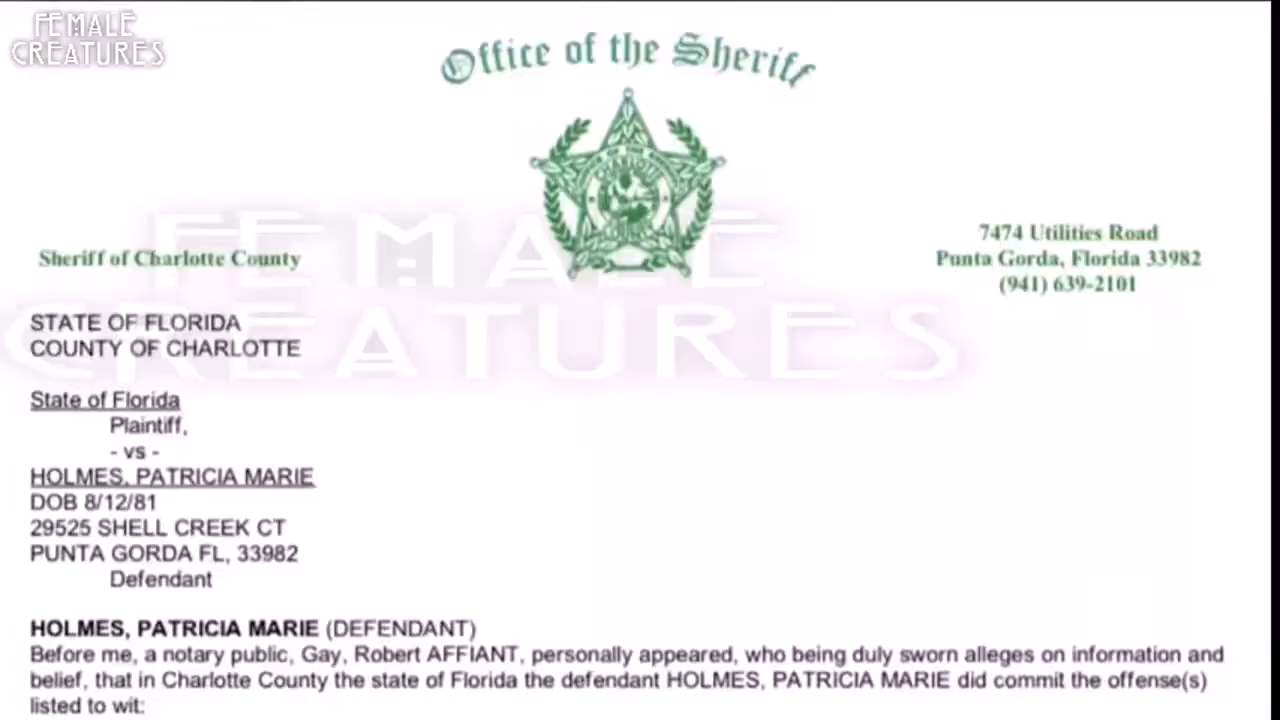 FEMALE
CREATURES
Office of the Sheriff
Sheriff of Charlotte County
7474 Utilities Road
Punta Gorda, Florida 33982
(941) 639-2101
FEMALE
CREATURES
STATE OF FLORIDA
COUNTY OF CHARLOTTE
State of Florida
Plaintiff,
- vs -
HOLMES, PATRICIA MARIE
DOB 8/12/81
29525 SHELL CREEK CT
PUNTA GORDA FL, 33982
Defendant
HOLMES, PATRICIA MARIE (DEFENDANT)
Before me, a notary public, Gay, Robert AFFIANT, personally appeared, who being duly sworn alleges on information and
belief, that in Charlotte County the state of Florida the defendant HOLMES, PATRICIA MARIE did commit the offense(s)
listed to wit: